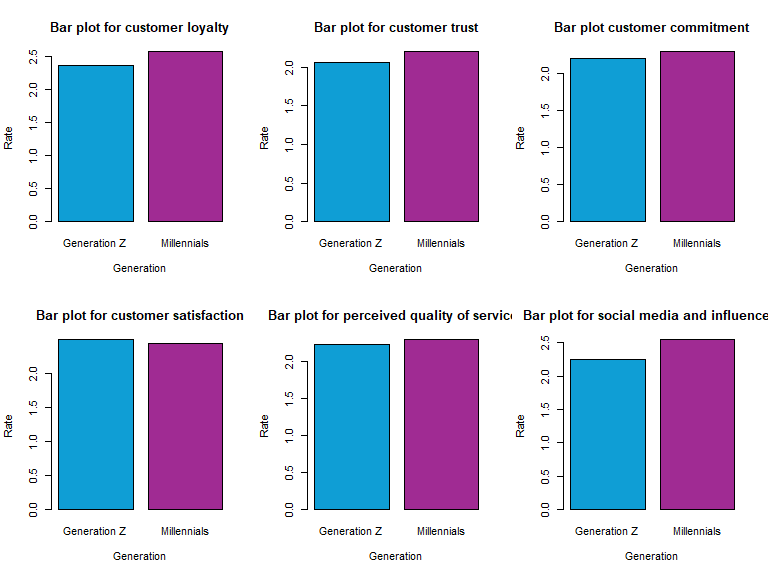 Bar plot for customer loyalty
Rate
0.0 0.5 1.0 1.5 2.0 2.5
Generation Z Millennials
Generation
Bar plot for customer trust
Rate
0.0 0.5 1.0 1.5 2.0
Generation Z Millennials
Generation
Bar plot customer commitment
Rate
0.0 0.5 1.0 1.5 2.0
Generation Z Millennials
Generation
Bar plot for customer satisfaction
Rate
0.0 0.5 1.0 1.5 2.0
Generation Z Millennials
Generation
Bar plot for perceived quality of service
Rate
0.0 0.5 1.0 1.5 2.0
Generation Z Millennials
Generation
Bar plot for social media and influence
Rate
0.0 0.5 1.0 1.5 2.0 2.5
Generation Z Millennials
Generation